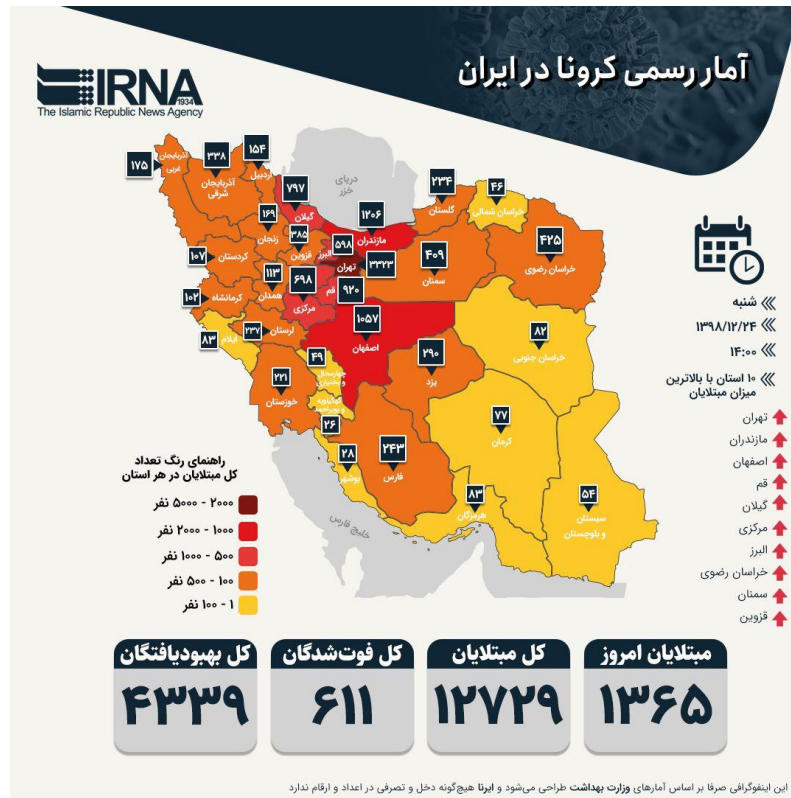 آمار رسمی کرونا در ایران
IRNA
1934
The Islamic Republic News Agency
دریای
خزر
۱۷۵
آذربایجان
غربی
۳۳۸
آذربایجان
شرقی
۱۵۴
اردبیل
۷۹۷
گیلان
۱۶۹
زنجان
۳۸۵
قزوین
۵۹۸
البرز
۱۲۰۶
مازندران
۲۳۴
گلستان
۴۶
خراسان شمالی
۴۲۵
خراسان رضوی
۱۰۷
کردستان
۱۱۳
همدان
۶۹۸
مرکزی
تهران
۳۳۲۳
قم
۹۲۰
۴۰۹
سمنان
۱۰۲
کرمانشاه
۸۳
ایلام
۲۳۷
لرستان
۱۰۵۷
اصفهان
۸۲
خراسان جنوبی
۴۹
چهارمحال
و بختیاری
۲۹۰
یزد
۲۲۱
خوزستان
کهگیلویه
و بویراحمد
۲۶
۷۷
کرمان
۲۸
بوشهر
۲۴۳
فارس
۸۳
هرمزگان
۵۴
سیستان
و بلوچستان
خلیج فارس
شنبه
۱۳۹۸/۱۲/۲۴
۱۴:۰۰
۱۰ استان با بالاترین
میزان مبتلایان
تهران
مازندران
اصفهان
قم
گیلان
مرکزی
البرز
خراسان رضوی
سمنان
قزوین
راهنمای رنگ تعداد
کل مبتلایان در هر استان
۲۰۰۰ - ۵۰۰۰ نفر
۱۰۰۰ - ۲۰۰۰ نفر
۵۰۰ - ۱۰۰۰ نفر
۱۰۰ - ۵۰۰ نفر
۱ - ۱۰۰ نفر
مبتلایان امروز
۱۳۶۵
کل مبتلایان
۱۲۷۲۹
کل فوت‌شدگان
۶۱۱
کل بهبودیافتگان
۴۳۳۹
این اینفوگرافی صرفا بر اساس آمارهای وزارت بهداشت طراحی می‌شود و ایرنا هیچ‌گونه دخل و تصرفی در اعداد و ارقام ندارد